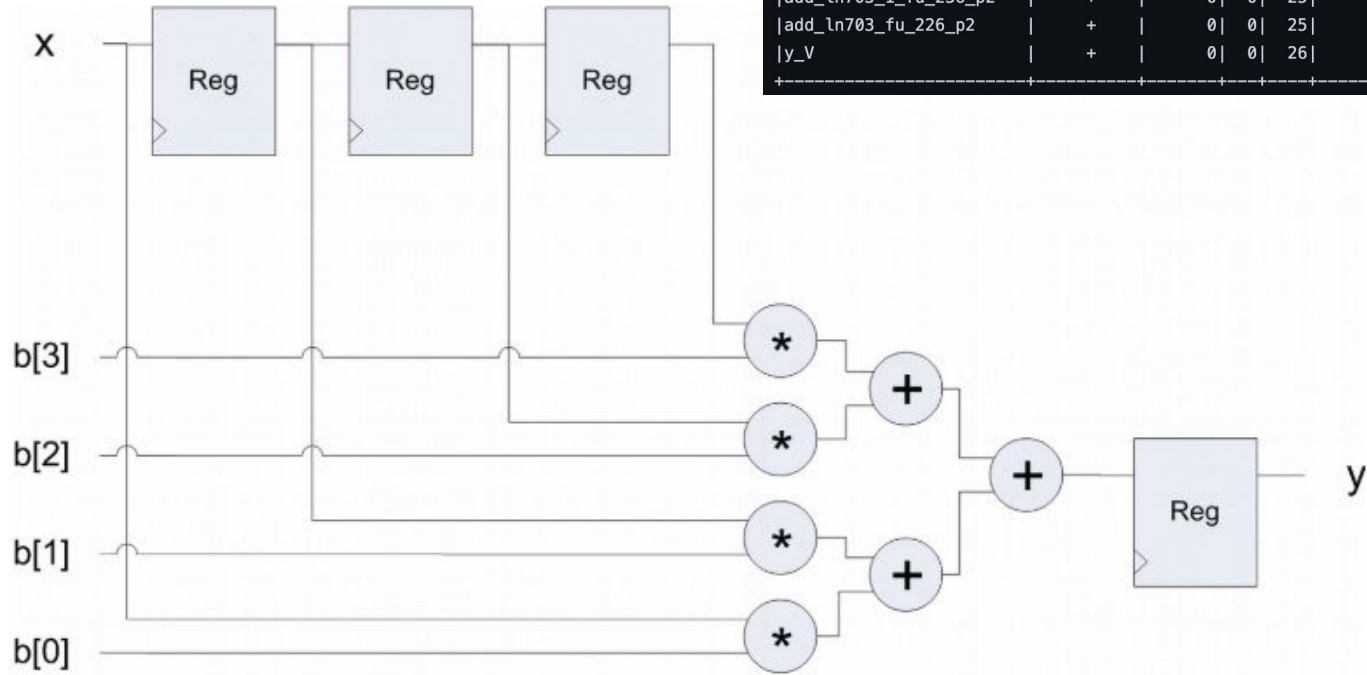 |add_ln703_fu_226_p2 | + | 0| 0| 25|
|y_V | + | 0| 0| 26|
x
Reg
Reg
Reg
b[3]
*
+
b[2]
*
+
y
Reg
b[1]
*
+
b[0]
*